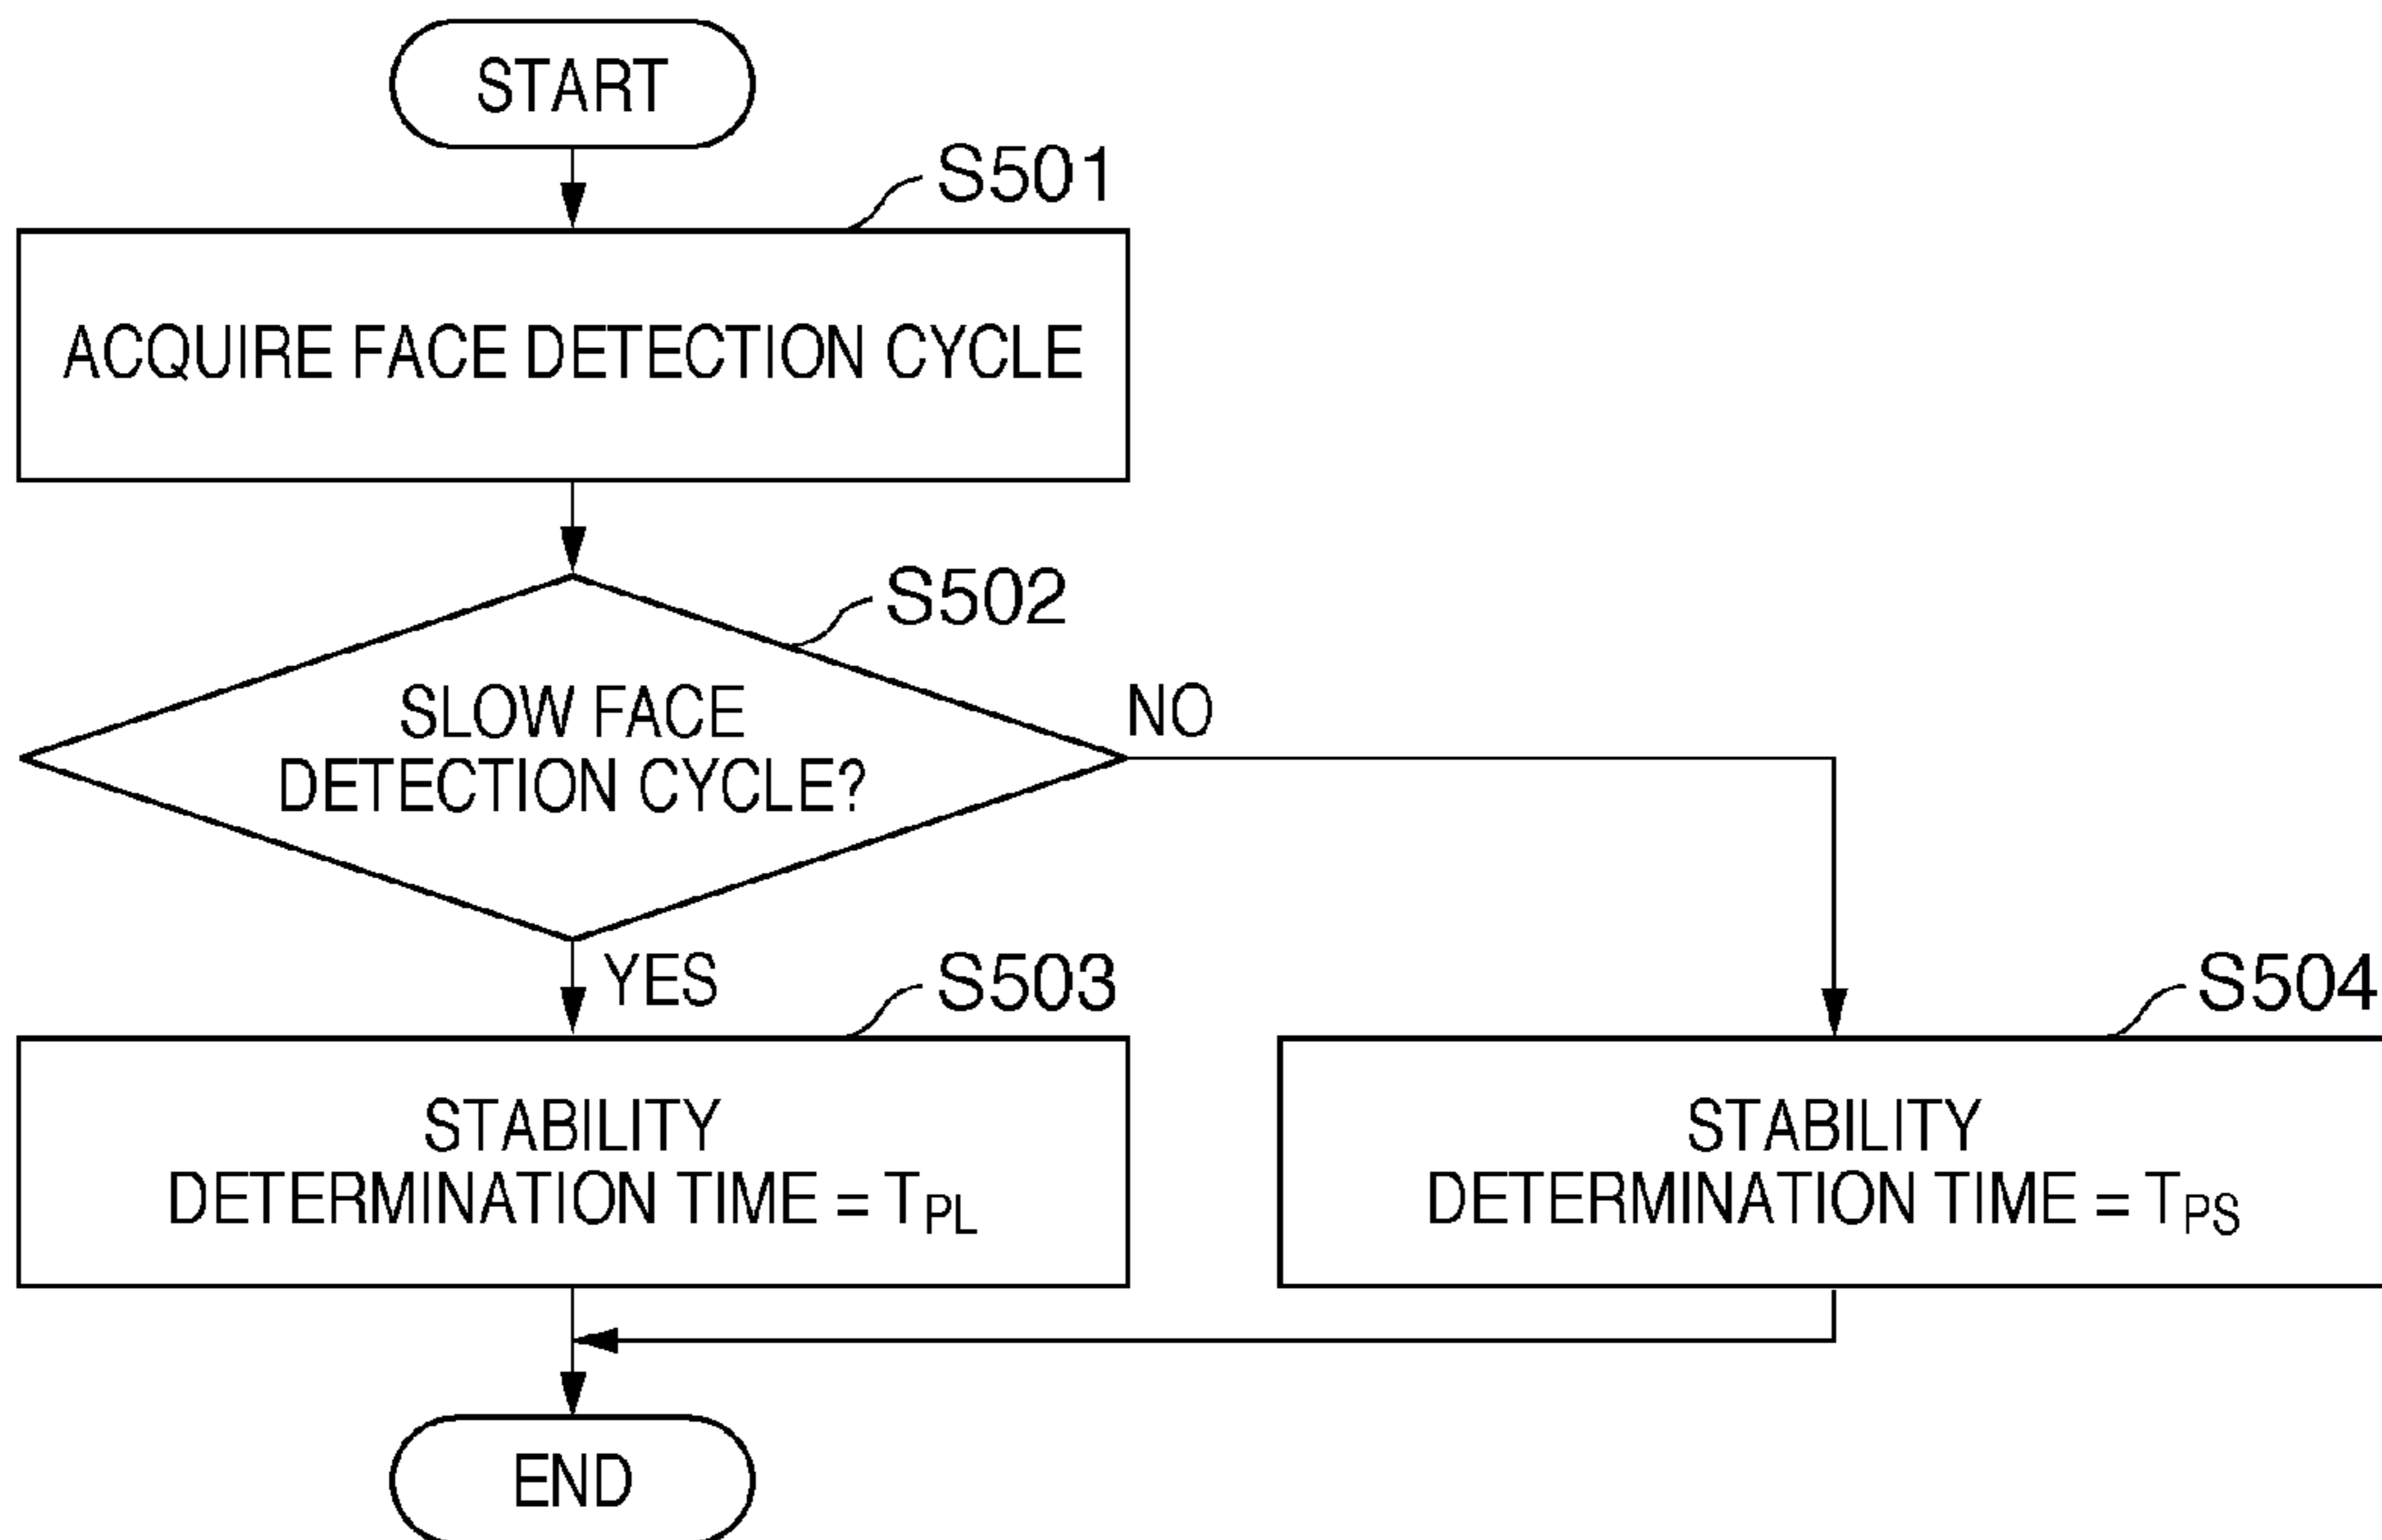 START
S501
ACQUIRE FACE DETECTION CYCLE
S502
SLOW FACE
DETECTION CYCLE?
NO
YES
S503
STABILITY
DETERMINATION TIME = TPL
S504
STABILITY
DETERMINATION TIME = TPS
END